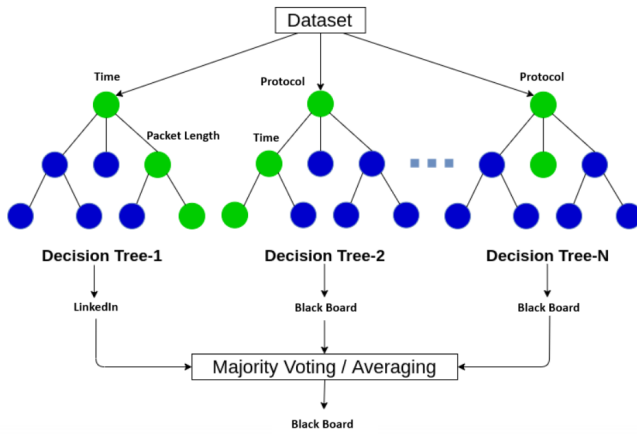 Dataset
Time
Protocol
Protocol
Packet Length
Time
Decision Tree-1
Decision Tree-2
Decision Tree-N
LinkedIn
Black Board
Black Board
Majority Voting / Averaging
Black Board